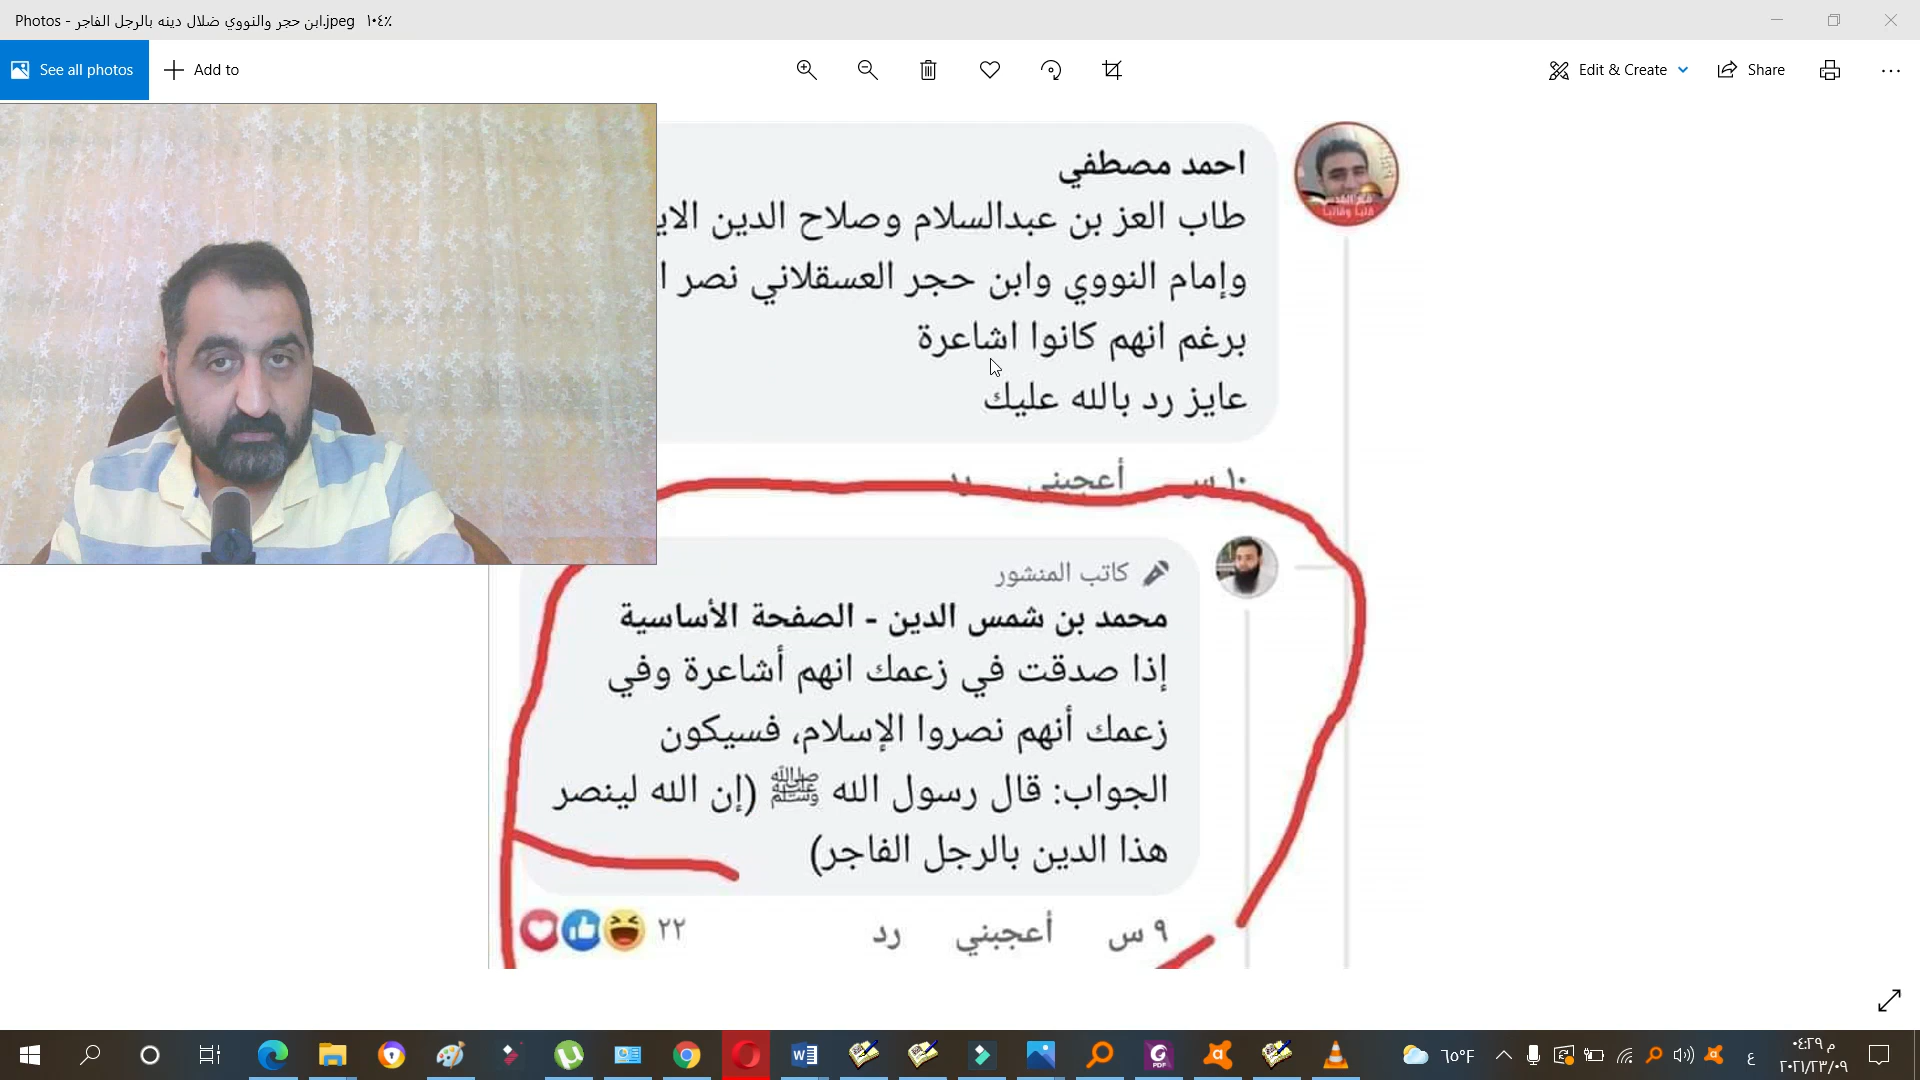 Photos - ابن حجر والنووي ضلال دينه بالرجل الفاجر.jpeg ١٠٤٪
See all photos
Add to
Edit & Create
Share
احمد مصطفي
طاب العز بن عبدالسلام وصلاح الدين
وإمام النووي وابن حجر العسقلاني نصر
برغم انهم كانوا اشاعرة
عايز رد بالله عليك
١٠ س أعجبني رد
كاتب المنشور
محمد بن شمس الدين - الصفحة الأساسية
إذا صدقت في زعمك انهم أشاعرة وفي
زعمك أنهم نصروا الإسلام، فسيكون
الجواب: قال رسول الله ﷺ (إن الله لينصر
هذا الدين بالرجل الفاجر)
٩ س أعجبني رد ٢٢
٦٥°F
ع
م ٠٤:٢٩
٢٠٢١/٢٣/٠٩